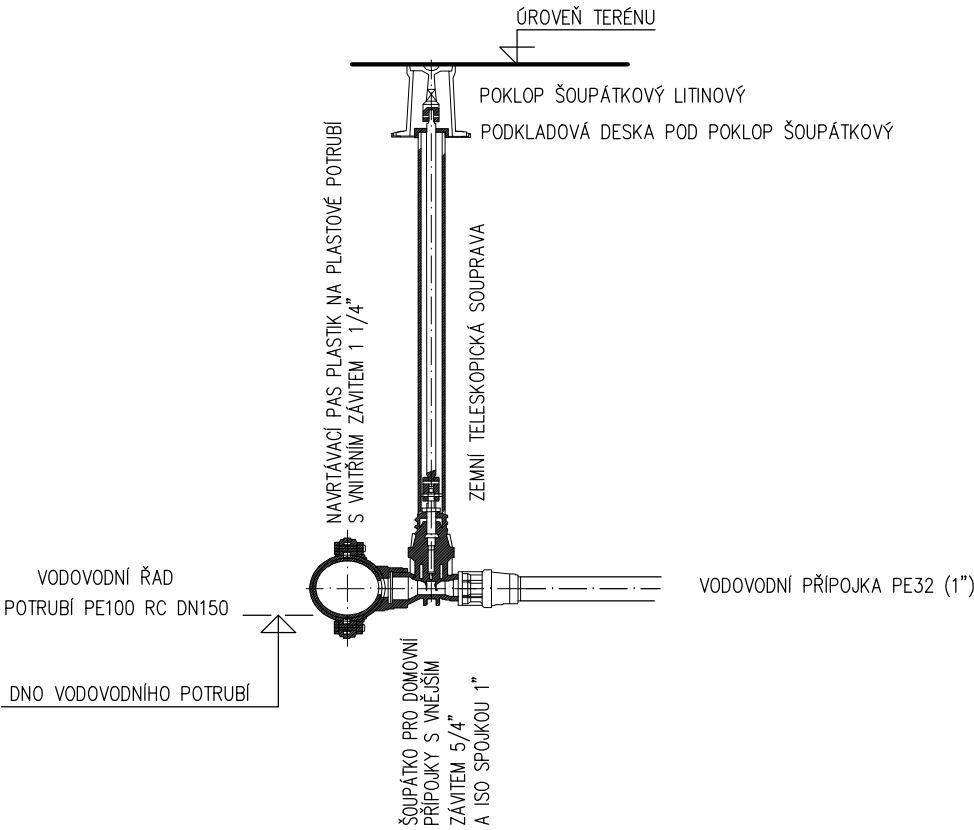 ÚROVEŇ TERÉNU
POKLOP ŠOUPÁTKOVÝ LITINOVÝ
PODKLADOVÁ DESKA POD POKLOP ŠOUPÁTKOVÝ
NAVRTÁVACÍ PAS PLASTIK NA PLASTOVÉ POTRUBÍ
S VNITŘNÍM ZÁVITEM 1 1/4"
ZEMNÍ TELESKOPICKÁ SOUPRAVA
VODOVODNÍ ŘAD
POTRUBÍ PE100 RC DN150
VODOVODNÍ PŘÍPOJKA PE32 (1")
DNO VODOVODNÍHO POTRUBÍ
ŠOUPÁTKO PRO DOMOVNÍ
PŘÍPOJKY S VNĚJŠÍM
ZÁVITEM 5/4"
A ISO SPOJKOU 1"